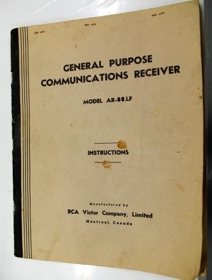 GENERAL PURPOSE
COMMUNICATIONS RECEIVER
MODEL AR-88LF
INSTRUCTIONS
Manufactured by
RCA Victor Company, Limited
Montreal, Canada